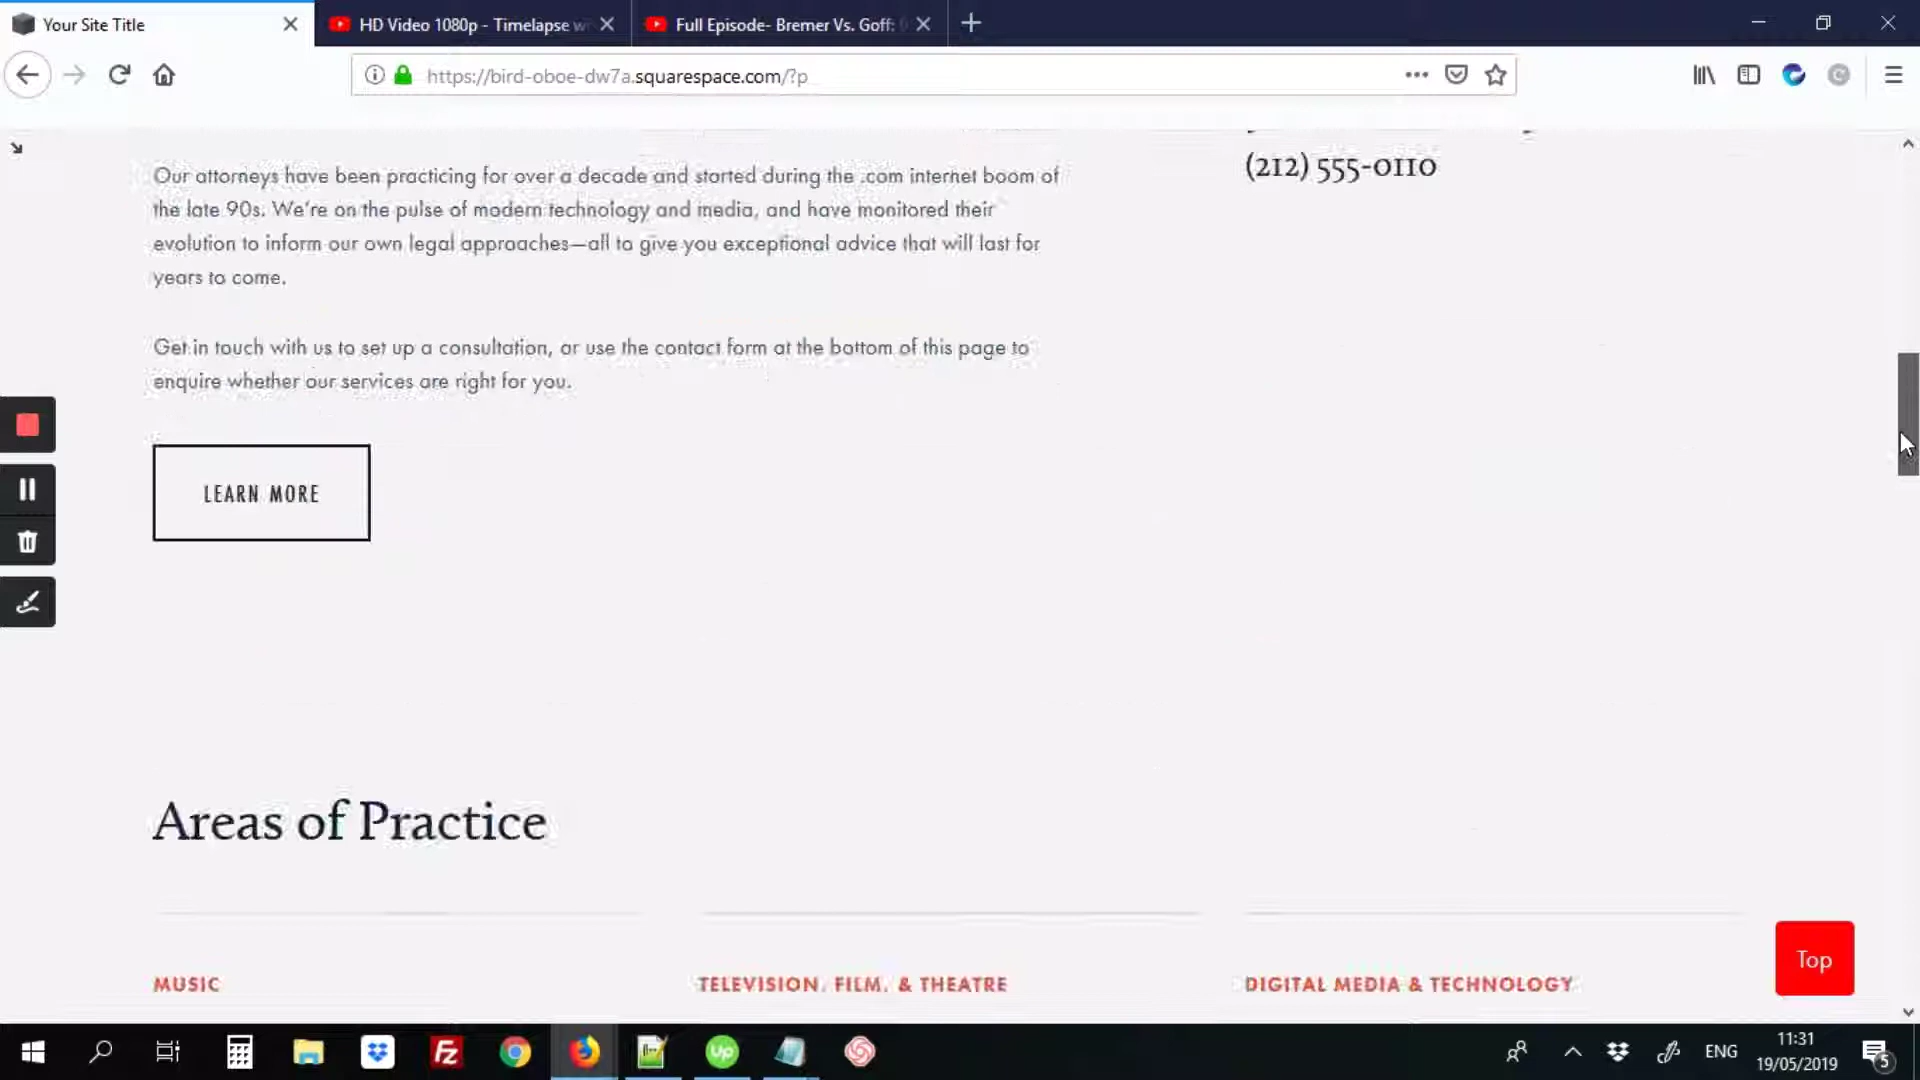 Your Site Title
HD Video 1080p - Timelapse w
Full Episode- Bremer Vs. Goff:
https://bird-oboe-dw7a.squarespace.com/?p
(212) 555-0110
Our attorneys have been practicing for over a decade and started during the .com internet boom of
the late 90s. We're on the pulse of modern technology and media, and have monitored their
evolution to inform our own legal approaches—all to give you exceptional advice that will last for
years to come.
Get in touch with us to set up a consultation, or use the contact form at the bottom of this page to
enquire whether our services are right for you.
LEARN MORE
Areas of Practice
MUSIC
TELEVISION, FILM, & THEATRE
DIGITAL MEDIA & TECHNOLOGY
Top
Fz
Up
ENG
11:31
19/05/2019
5